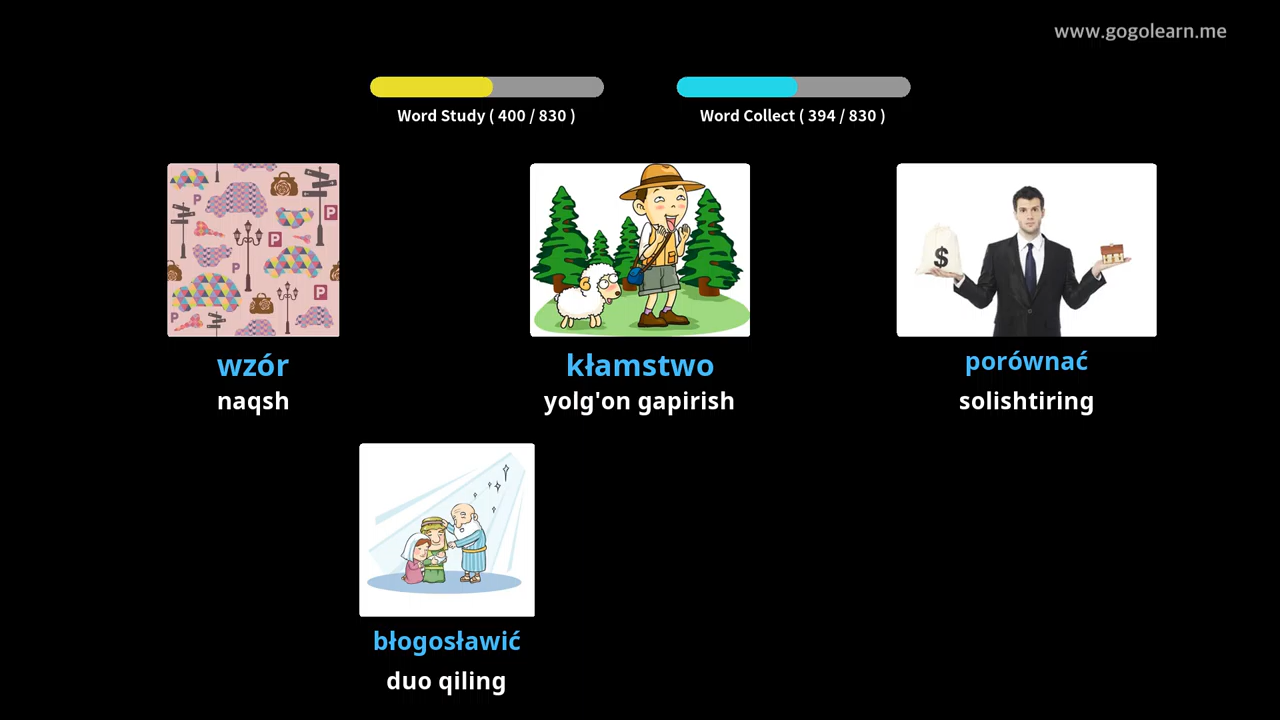 www.gogolearn.me
Word Study ( 400 / 830 )
Word Collect ( 394 / 830 )
P
P
P
P
P
P
$
wzór
naqsh
kłamstwo
yolg'on gapirish
porównać
solishtiring
błogosławić
duo qiling